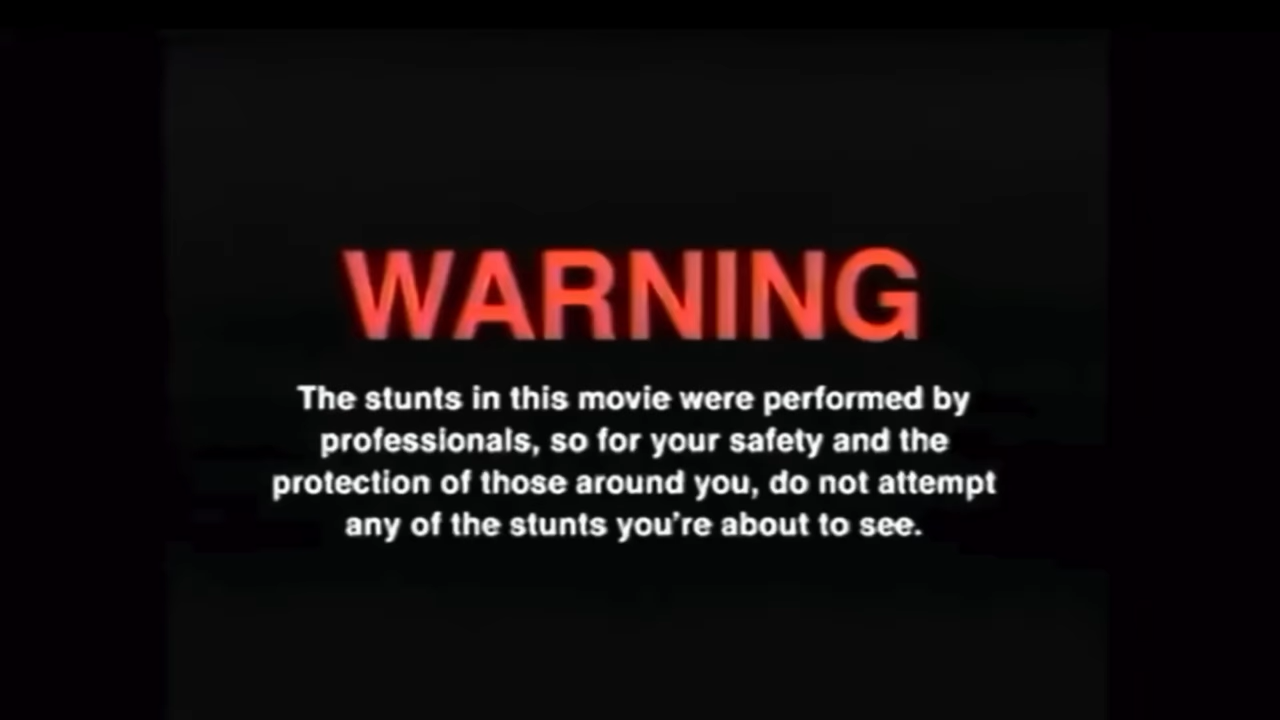 WARNING
The stunts in this movie were performed by
professionals, so for your safety and the
protection of those around you, do not attempt
any of the stunts you're about to see.